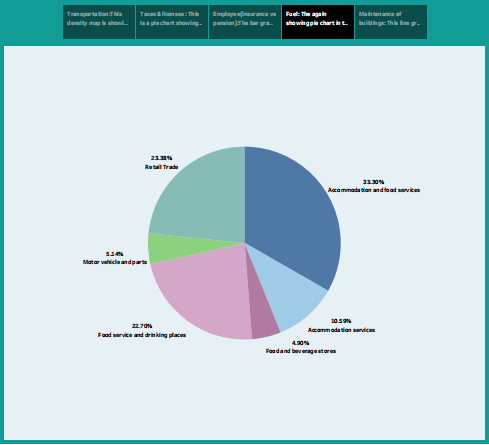 Transportation:This
density map is showi...
Taxes & licenses : This
is a pie chart showing...
Employee(Insurance vs
pension):The bar gra...
Fuel: The again
showing pie chart in t...
Maintenance of
buildings: This line gr...
23.38%
Retail Trade
33.30%
Accommodation and food services
5.14%
Motor vehicle and parts
22.70%
Food service and drinking places
10.59%
Accommodation services
4.90%
Food and beverage stores